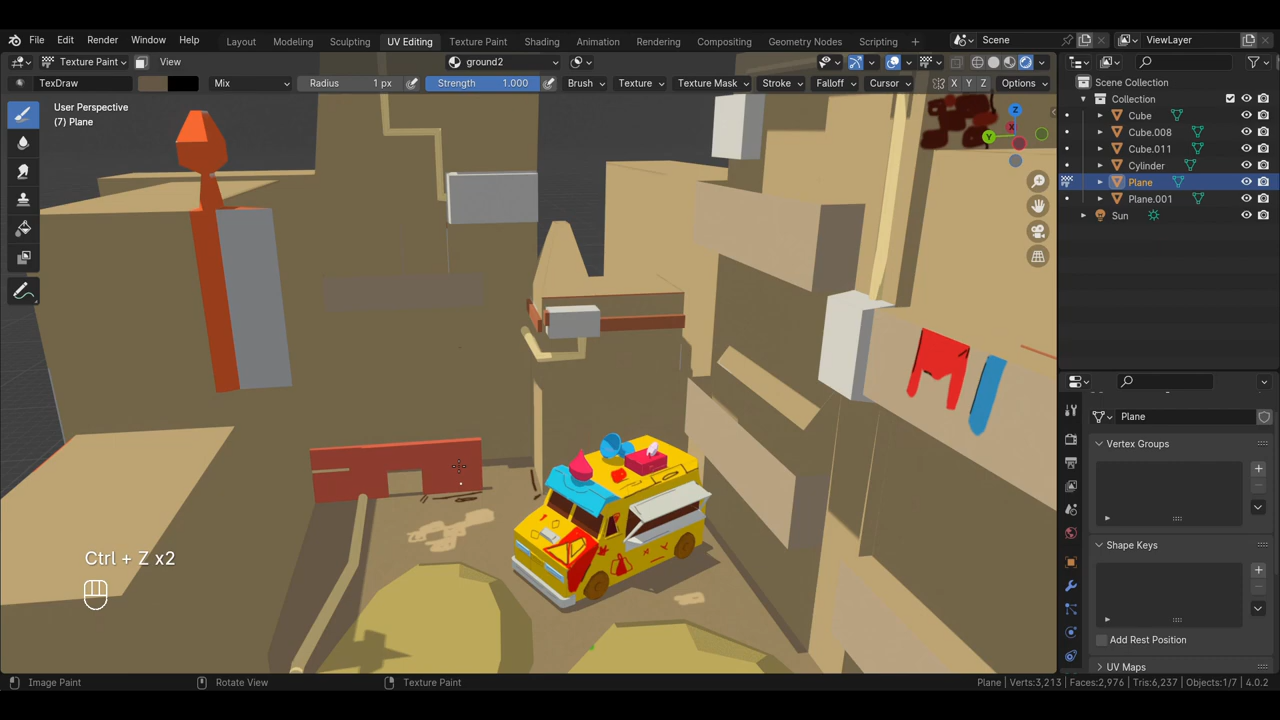 File Edit Render Window Help Layout Modeling Sculpting UV Editing Texture Paint Shading Animation Rendering Compositing Geometry Nodes Scripting + Scene ViewLayer
Texture Paint View ground2
TexDraw Mix Radius 1 px Strength 1.000 Brush Texture Texture Mask Stroke Falloff Cursor X Y Z Options
User Perspective
(7) Plane
Z
X
Y
Scene Collection
Collection
Cube
Cube.008
Cube.011
Cylinder
Plane
Plane.001
Sun
Plane
Vertex Groups
Shape Keys
Add Rest Position
UV Maps
Ctrl + Z x2
Image Paint Rotate View Texture Paint Plane | Verts:3,213 | Faces:2,976 | Tris:6,237 | Objects:1/7 | 4.0.2